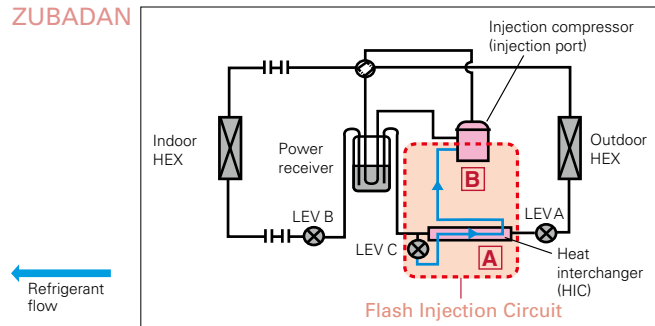 ZUBADAN
Injection compressor
(injection port)
Indoor
HEX
Power
receiver
Outdoor
HEX
B
LEV B
LEV A
LEV C
A
Heat
interchanger
(HIC)
Refrigerant
flow
Flash Injection Circuit